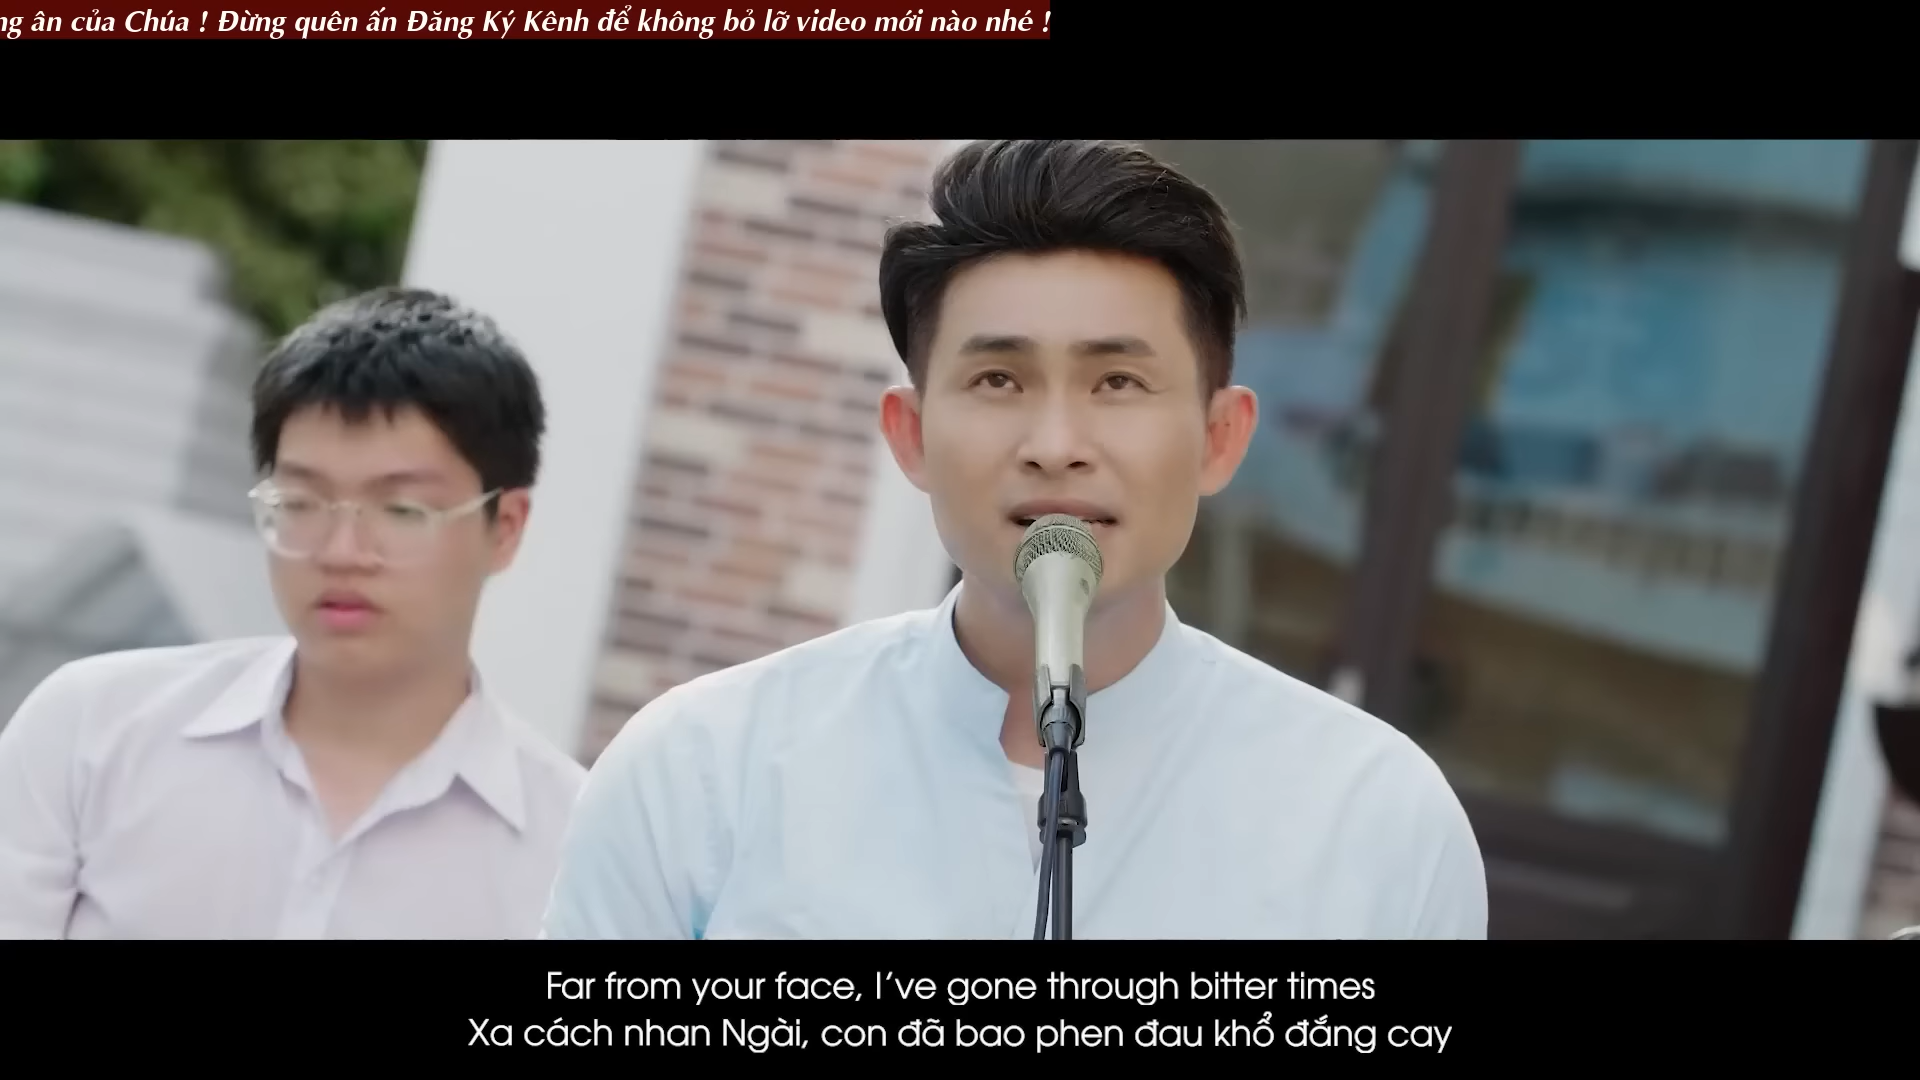 ân của Chúa ! Đừng quên ấn Đăng Ký Kênh để không bỏ lỡ video mới nào nhé !
Far from your face, I've gone through bitter times
Xa cách nhan Ngài, con đã bao phen đau khổ đắng cay